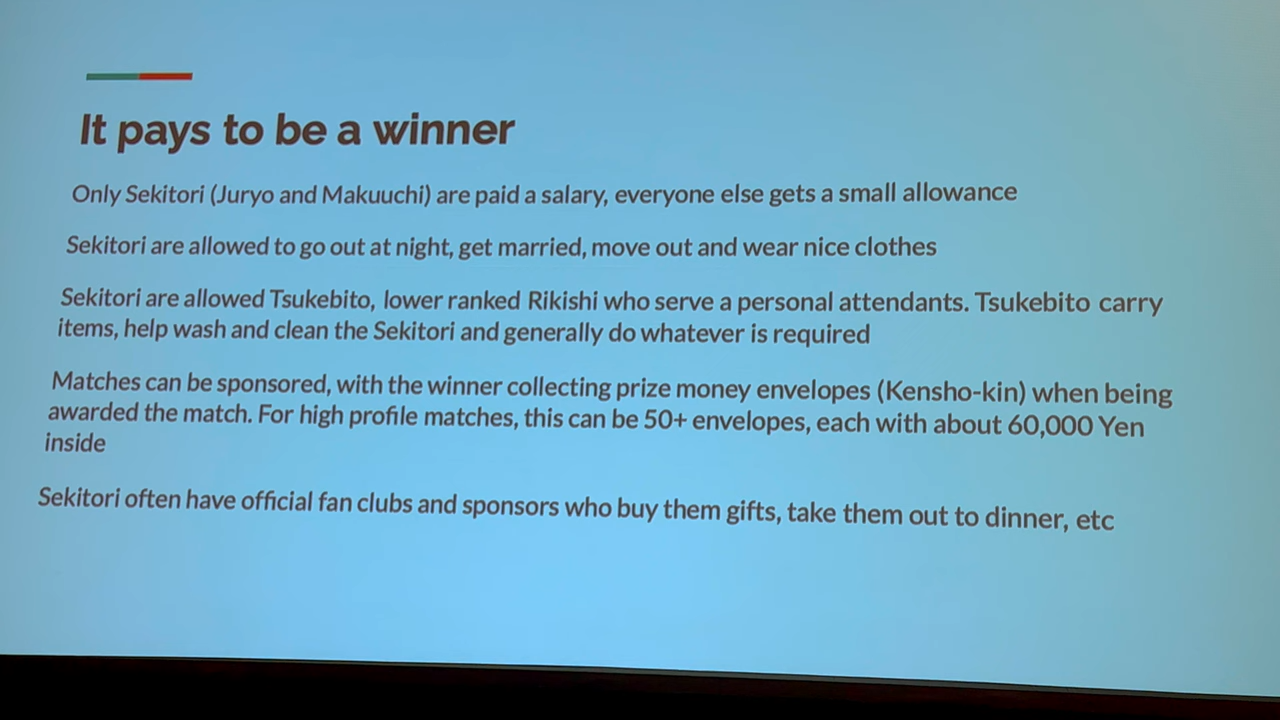 It pays to be a winner
Only Sekitori (Juryo and Makuuchi) are paid a salary, everyone else gets a small allowance
Sekitori are allowed to go out at night, get married, move out and wear nice clothes
Sekitori are allowed Tsukebito, lower ranked Rikishi who serve a personal attendants. Tsukebito carry
items, help wash and clean the Sekitori and generally do whatever is required
Matches can be sponsored, with the winner collecting prize money envelopes (Kensho-kin) when being
awarded the match. For high profile matches, this can be 50+ envelopes, each with about 60,000 Yen
inside
Sekitori often have official fan clubs and sponsors who buy them gifts, take them out to dinner, etc